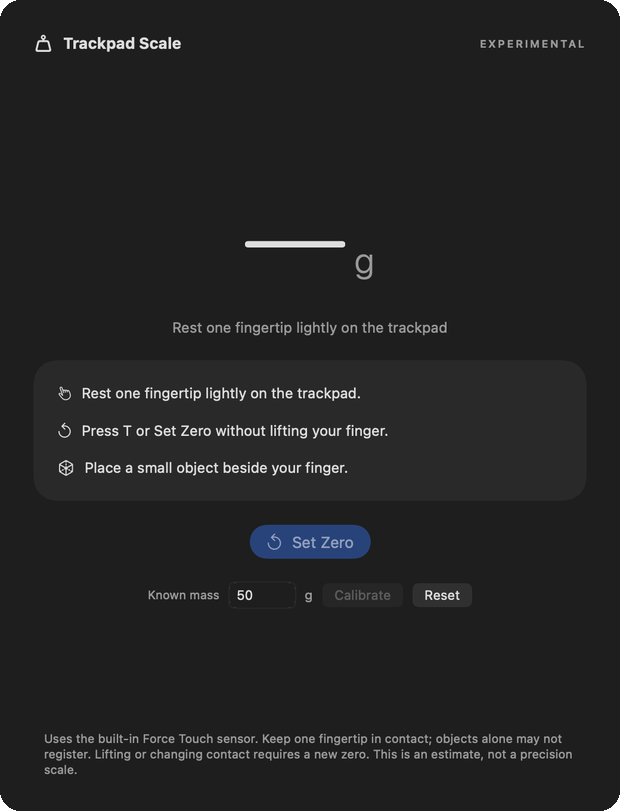 Trackpad Scale
EXPERIMENTAL
g
Rest one fingertip lightly on the trackpad
Rest one fingertip lightly on the trackpad.
Press T or Set Zero without lifting your finger.
Place a small object beside your finger.
Set Zero
Known mass 50 g Calibrate Reset
Uses the built-in Force Touch sensor. Keep one fingertip in contact; objects alone may not
register. Lifting or changing contact requires a new zero. This is an estimate, not a precision
scale.